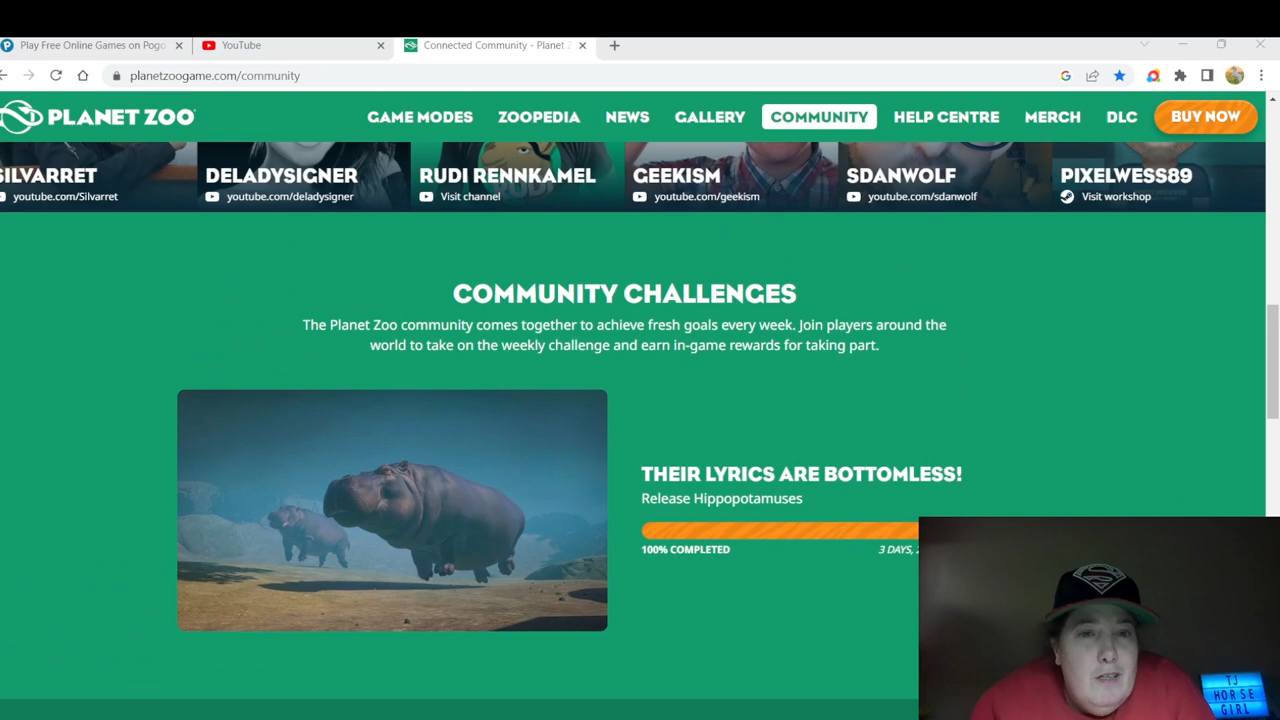 Play Free Online Games on Pogo
YouTube
Connected Community - Planet Z
planetzoogame.com/community
PLANET ZOO
GAME MODES
ZOOPEDIA
NEWS
GALLERY
COMMUNITY
HELP CENTRE
MERCH
DLC
BUY NOW
SILVARRET
DELADYSIGNER
RUDI RENNKAMEL
GEEKISM
SDANWOLF
PIXELWESS89
youtube.com/Silvarret
youtube.com/deladysigner
Visit channel
youtube.com/geekism
youtube.com/sdanwolf
Visit workshop
COMMUNITY CHALLENGES
The Planet Zoo community comes together to achieve fresh goals every week. Join players around the
world to take on the weekly challenge and earn in-game rewards for taking part.
THEIR LYRICS ARE BOTTOMLESS!
Release Hippopotamuses
100% COMPLETED
3 DAYS, 2
TJ
HORSE
GIRL